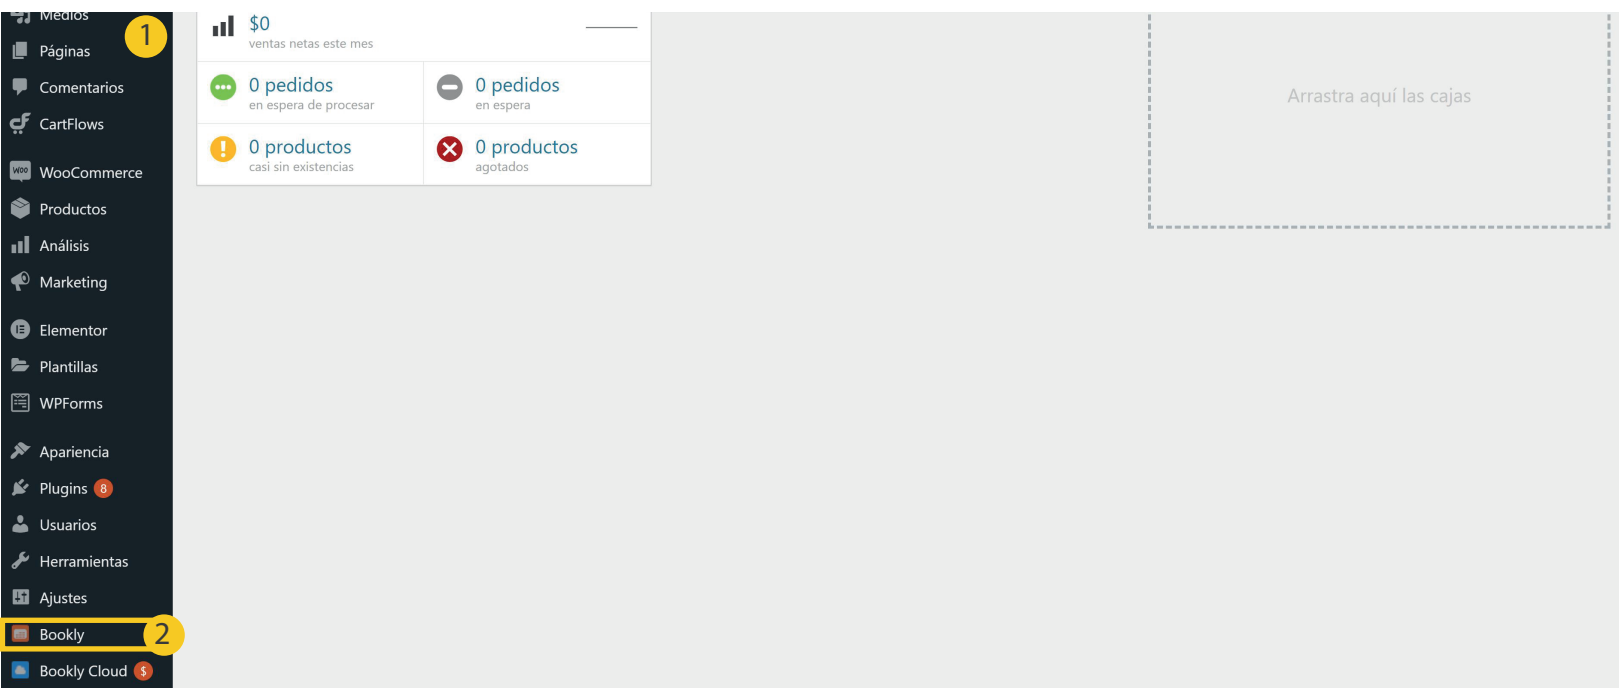 Medios
1
Páginas
Comentarios
CartFlows
WOO
WooCommerce
Productos
Análisis
Marketing
Elementor
Plantillas
WPForms
Apariencia
Plugins 8
Usuarios
Herramientas
Ajustes
Bookly 2
Bookly Cloud $
$0
ventas netas este mes
0 pedidos
en espera de procesar
0 pedidos
en espera
0 productos
casi sin existencias
0 productos
agotados
Arrastra aquí las cajas